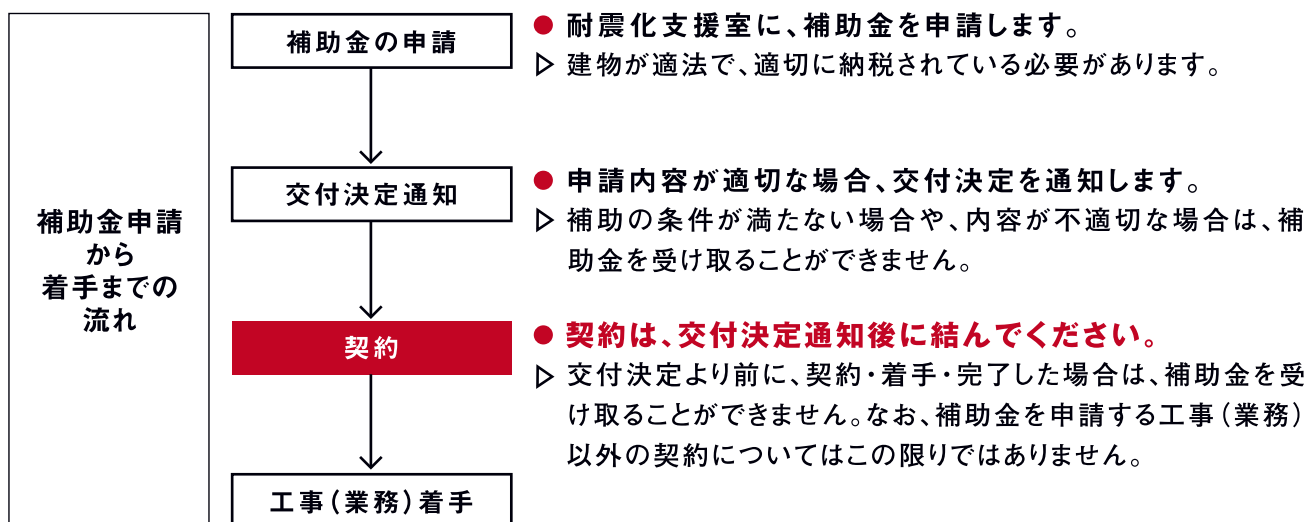 補助金申請
から
着手までの
流れ
補助金の申請
● 耐震化支援室に、補助金を申請します。
▷ 建物が適法で、適切に納税されている必要があります。
交付決定通知
● 申請内容が適切な場合、交付決定を通知します。
▷ 補助の条件が満たない場合や、内容が不適切な場合は、補
助金を受け取ることができません。
契約
● 契約は、交付決定通知後に結んでください。
▷ 交付決定より前に、契約・着手・完了した場合は、補助金を受
け取ることができません。なお、補助金を申請する工事（業務）
以外の契約についてはこの限りではありません。
工事（業務）着手